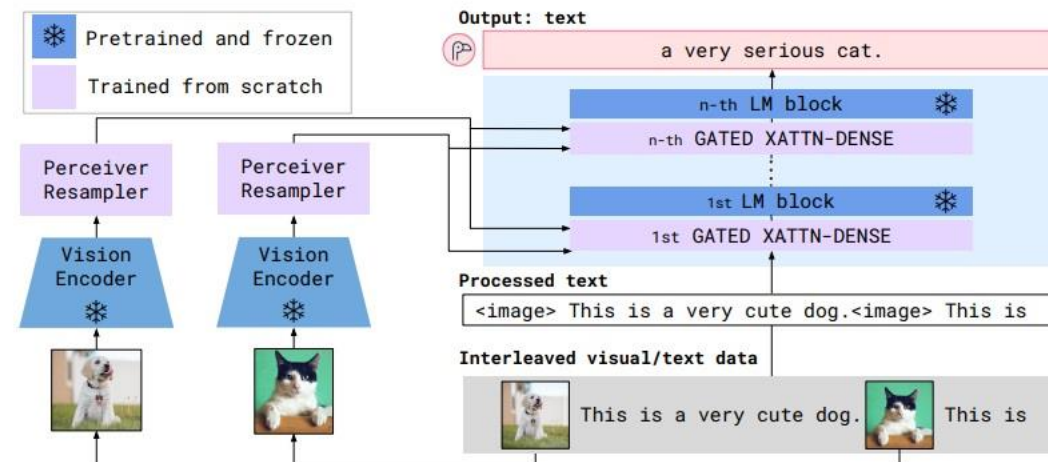 Pretrained and frozen
Trained from scratch
Perceiver
Resampler
Perceiver
Resampler
Vision
Encoder
Vision
Encoder
Output: text
a very serious cat.
n-th LM block
n-th GATED XATTN-DENSE
1st LM block
1st GATED XATTN-DENSE
Processed text
<image> This is a very cute dog.<image> This is
Interleaved visual/text data
This is a very cute dog. This is